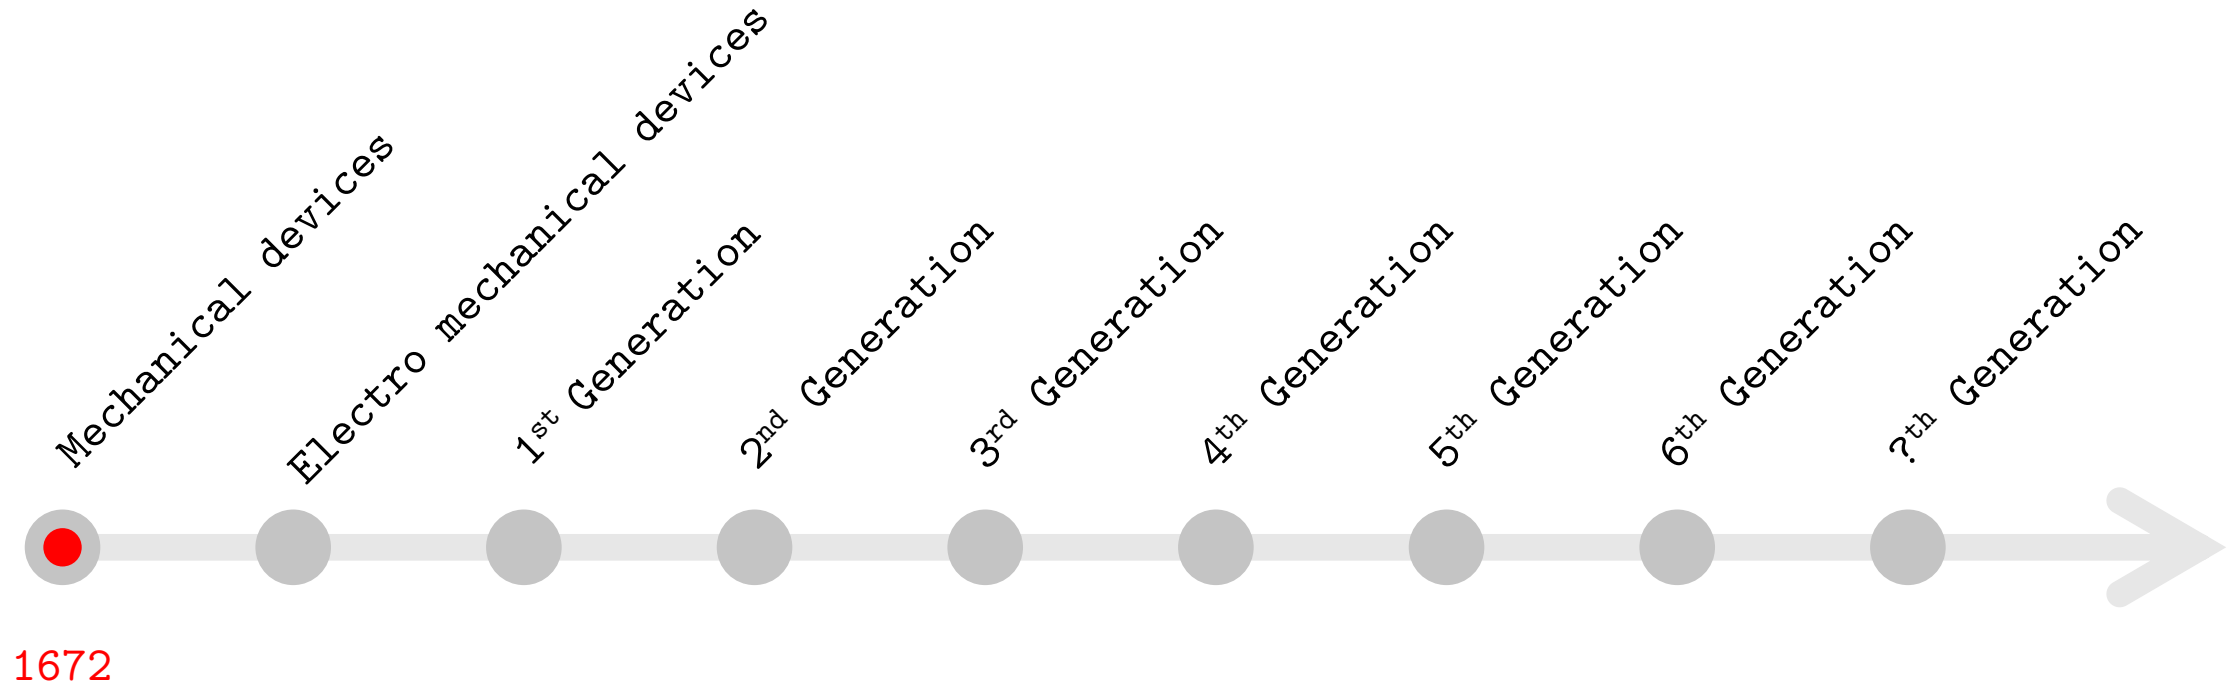 Mechanical devices
Electro mechanical devices
1st Generation
2nd Generation
3rd Generation
4th Generation
5th Generation
6th Generation
?th Generation
1672